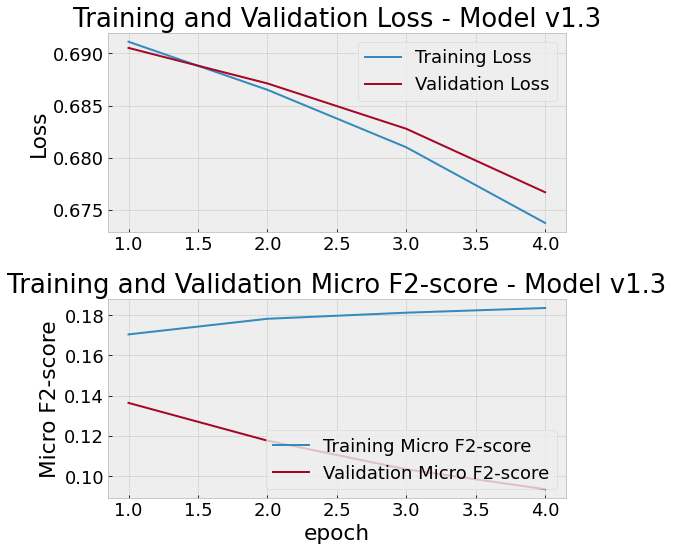 Training and Validation Loss - Model v1.3
0.690
0.685
0.680
0.675
Loss
Training Loss
Validation Loss
1.0 1.5 2.0 2.5 3.0 3.5 4.0
Training and Validation Micro F2-score - Model v1.3
0.18
0.16
0.14
0.12
0.10
Micro F2-score
Training Micro F2-score
Validation Micro F2-score
1.0 1.5 2.0 2.5 3.0 3.5 4.0
epoch